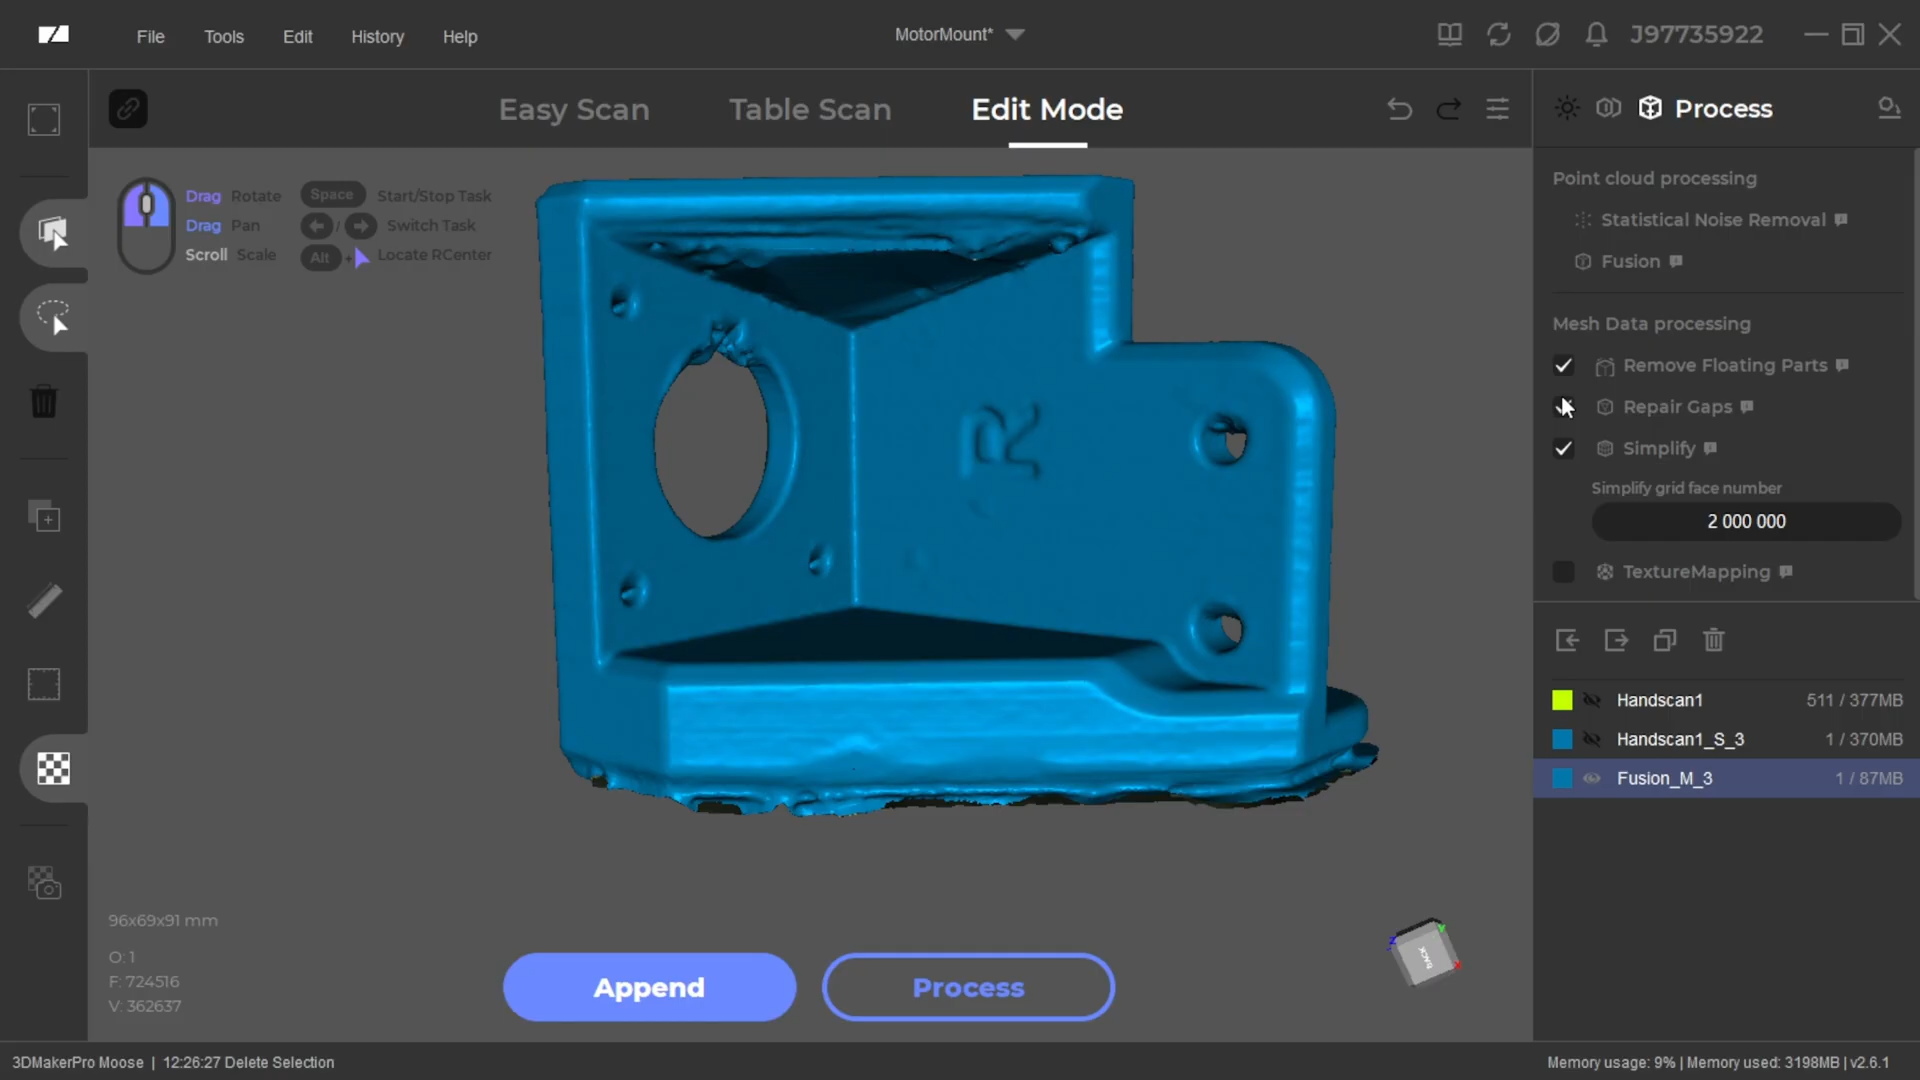 File Tools Edit History Help
MotorMount*
J97735922
Easy Scan Table Scan Edit Mode
Process
Drag Rotate Space Start/Stop Task
Drag Pan / Switch Task
Scroll Scale Alt + Locate RCenter
Point cloud processing
Statistical Noise Removal
Fusion
Mesh Data processing
Remove Floating Parts
Repair Gaps
Simplify
Simplify grid face number
2 000 000
TextureMapping
R
Handscan1 511 / 377MB
Handscan1_S_3 1 / 370MB
Fusion_M_3 1 / 87MB
96x69x91 mm
O: 1
F: 724516
V: 362637
Append Process
Z Y X
BACK
3DMakerPro Moose | 12:26:27 Delete Selection
Memory usage: 9% | Memory used: 3198MB | v2.6.1